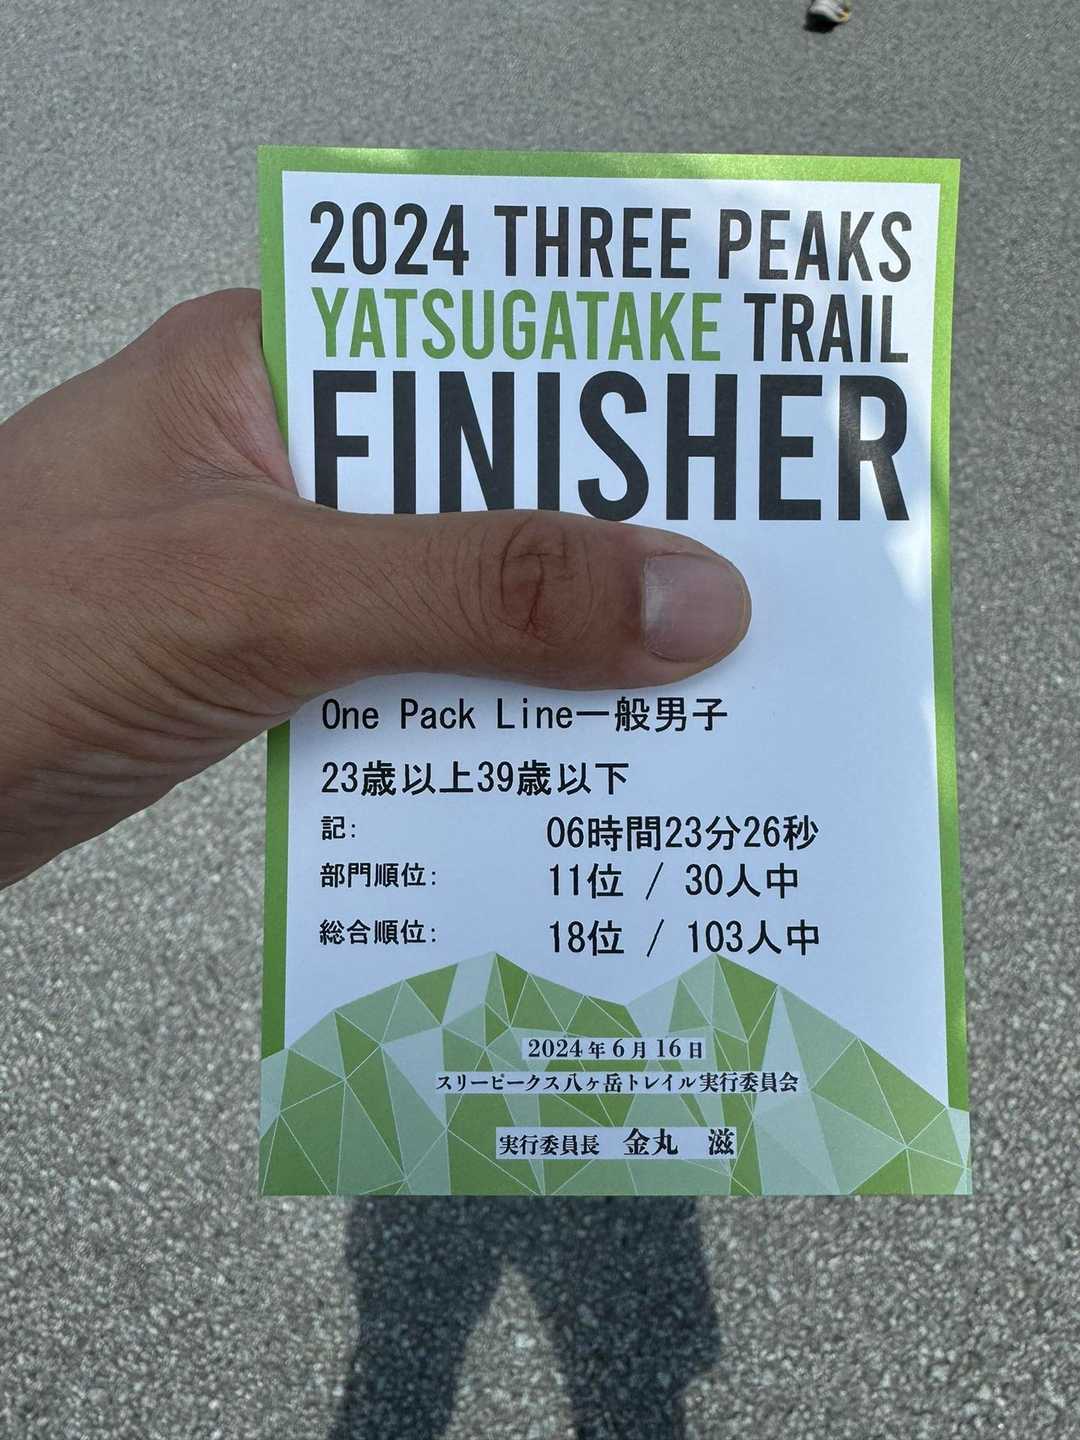 2024 THREE PEAKS
YATSUGATAKE TRAIL
FINISHER
One Pack Line一般男子
23歳以上39歳以下
記: 06時間23分26秒
部門順位: 11位 / 30人中
総合順位: 18位 / 103人中
2024年6月16日
スリーピークス八ヶ岳トレイル実行委員会
実行委員長 金丸 滋